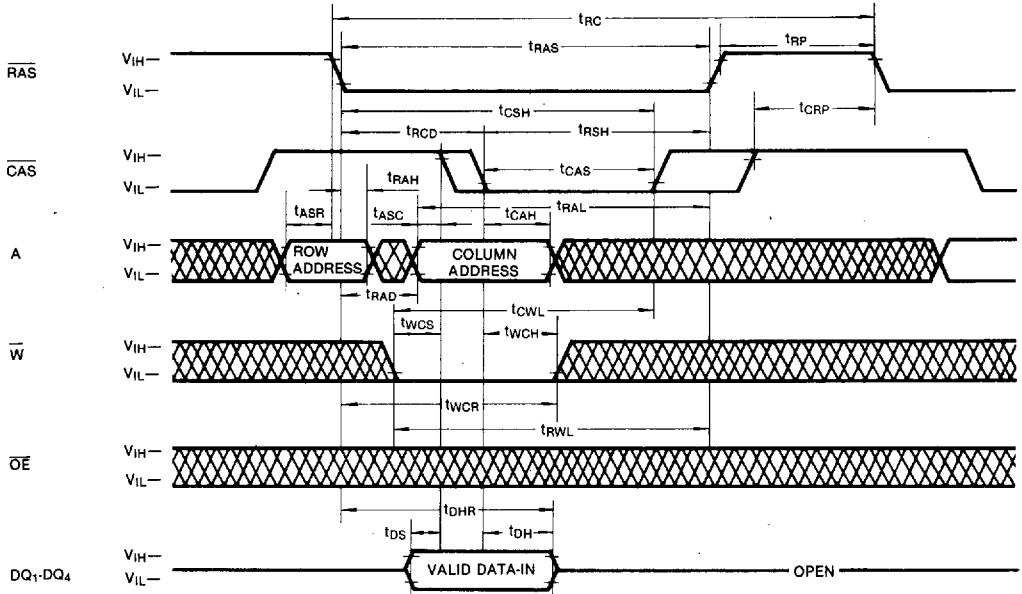 tRC
tRAS
tRP
RAS
VIH
VIL
tCSH
tCRP
tRCD
tRSH
CAS
VIH
VIL
tCAS
tRAH
tRAL
tASR
tASC
tCAH
A
VIH
VIL
ROW
ADDRESS
COLUMN
ADDRESS
tRAD
tCWL
tWCS
tWCH
W
VIH
VIL
tWCR
tRWL
OE
VIH
VIL
tDHR
tDS
tDH
DQ1-DQ4
VIH
VIL
VALID DATA-IN
OPEN